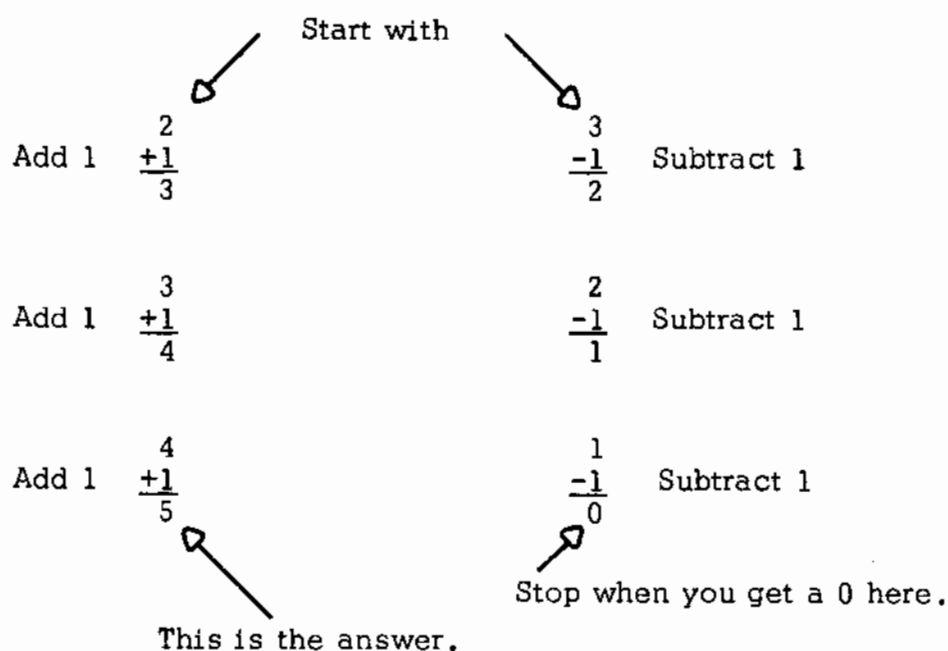 Start with
2 3
Add 1 +1 -1 Subtract 1
3 2
3 2
Add 1 +1 -1 Subtract 1
4 1
4 1
Add 1 +1 -1 Subtract 1
5 0
Stop when you get a 0 here.
This is the answer.